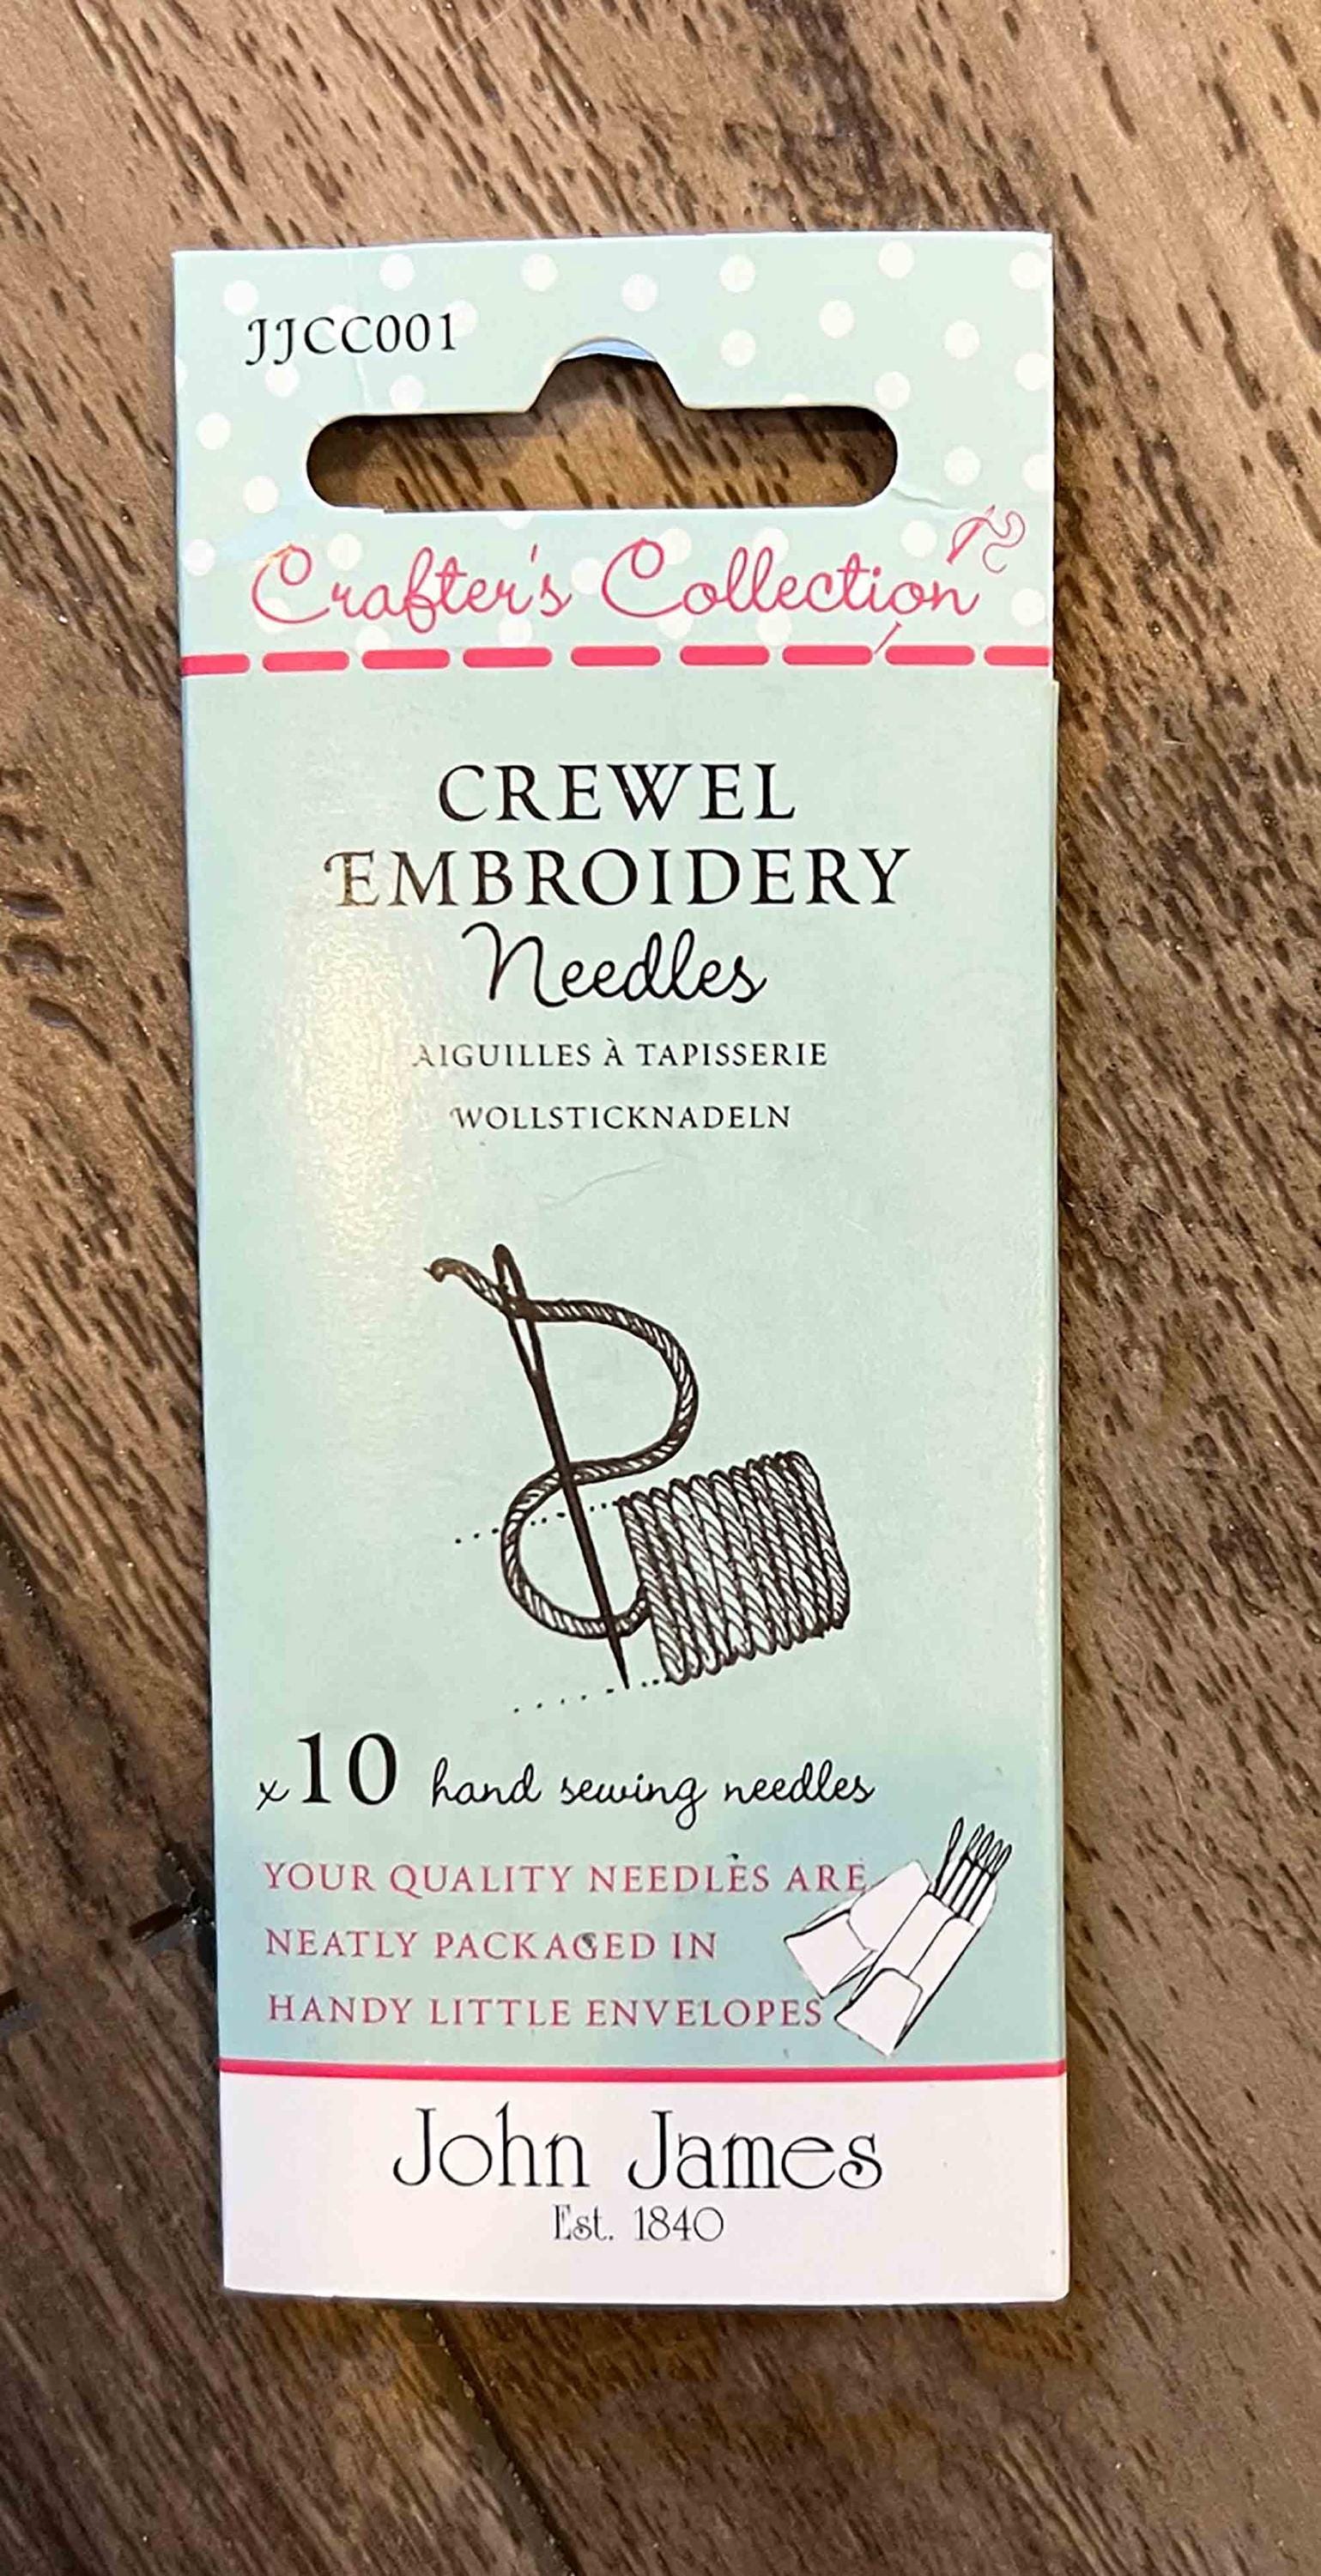 JJCC001
Crafter's Collection
CREWEL
EMBROIDERY
Needles
AIGUILLES À TAPISSERIE
WOLLSTICKNADELN
x10 hand sewing needles
YOUR QUALITY NEEDLES ARE
NEATLY PACKAGED IN
HANDY LITTLE ENVELOPES
John James
Est. 1840